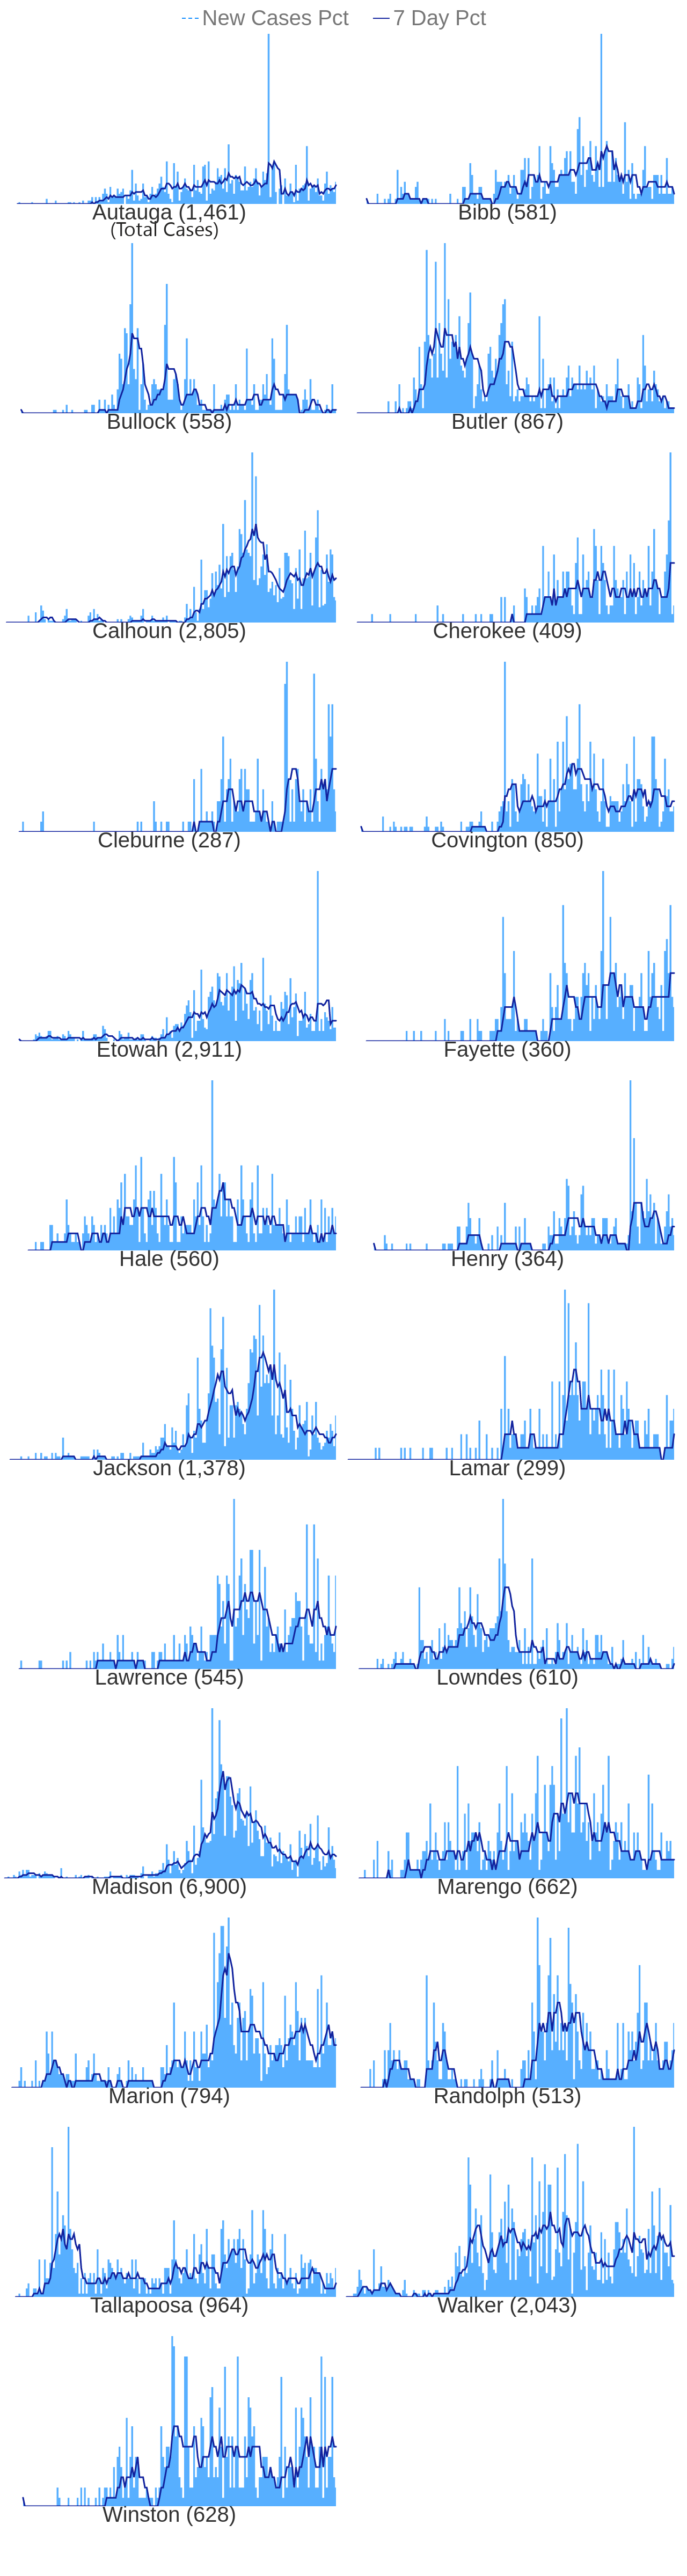 New Cases Pct 7 Day Pct
Autauga (1,461) Bibb (581)
(Total Cases)
Bullock (558) Butler (867)
Calhoun (2,805) Cherokee (409)
Cleburne (287) Covington (850)
Etowah (2,911) Fayette (360)
Hale (560) Henry (364)
Jackson (1,378) Lamar (299)
Lawrence (545) Lowndes (610)
Madison (6,900) Marengo (662)
Marion (794) Randolph (513)
Tallapoosa (964) Walker (2,043)
Winston (628)